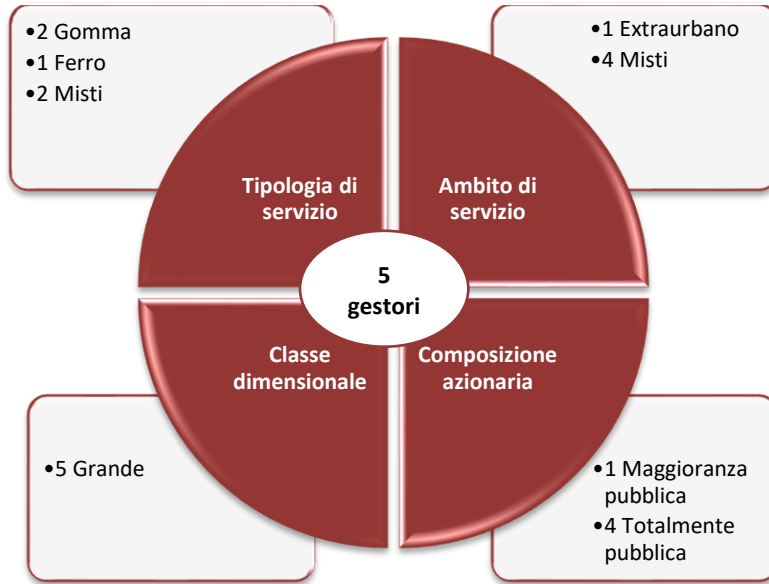 •2 Gomma
•1 Ferro
•2 Misti
•1 Extraurbano
•4 Misti
Tipologia di
servizio
Ambito di
servizio
5
gestori
Classe
dimensionale
Composizione
azionaria
•5 Grande
•1 Maggioranza
pubblica
•4 Totalmente
pubblica